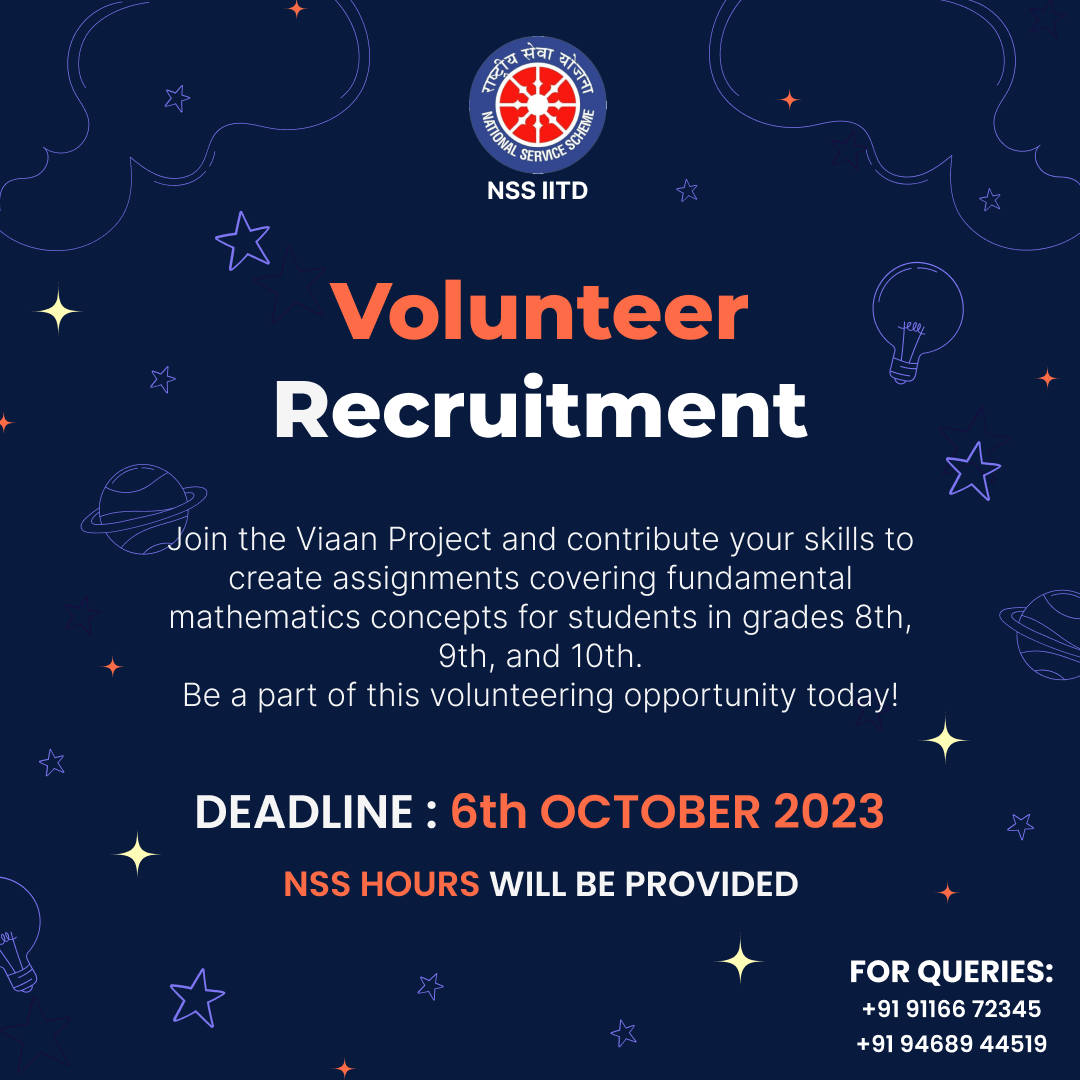 राष्ट्रीय सेवा योजना
NATIONAL SERVICE SCHEME
NSS IITD
Volunteer
Recruitment
Join the Viaan Project and contribute your skills to
create assignments covering fundamental
mathematics concepts for students in grades 8th,
9th, and 10th.
Be a part of this volunteering opportunity today!
DEADLINE : 6th OCTOBER 2023
NSS HOURS WILL BE PROVIDED
FOR QUERIES:
+91 91166 72345
+91 94689 44519